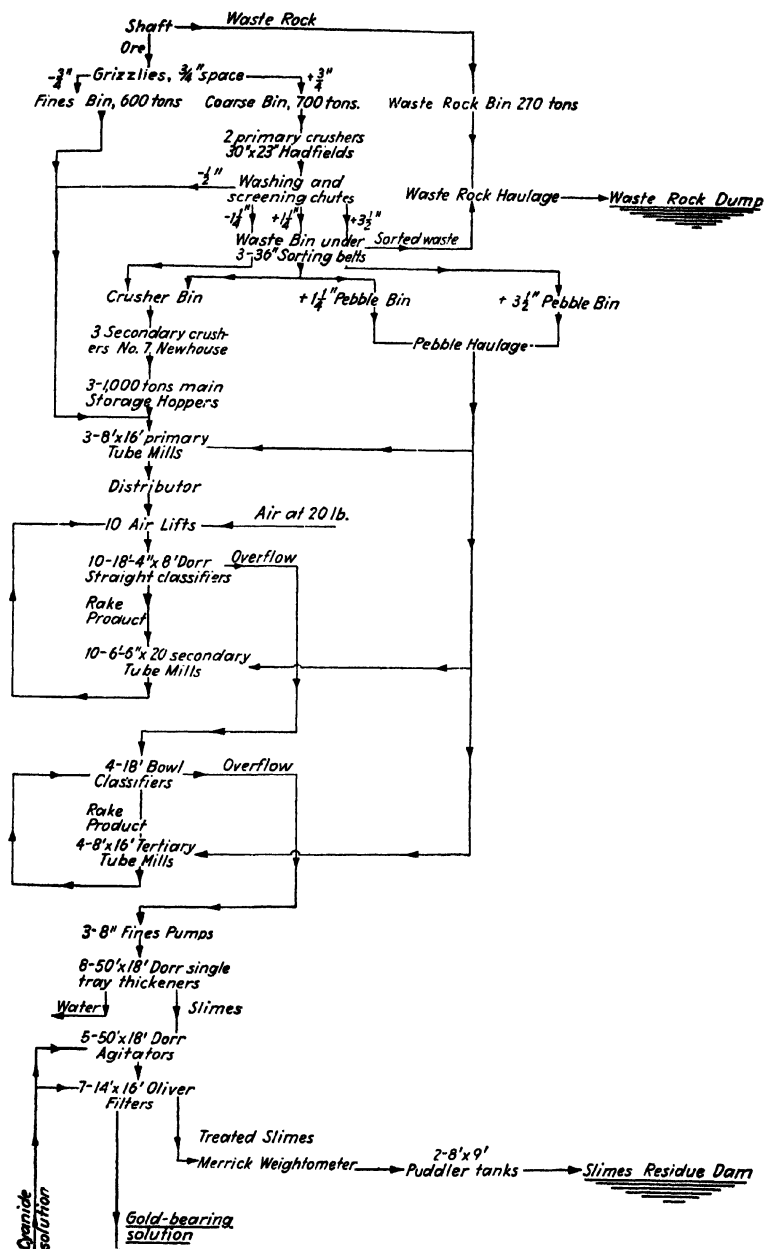 Shaft
Waste Rock
Ore
-3/4"
Grizzlies, 3/4" space
+3/4"
Fines Bin, 600 tons
Coarse Bin, 700 tons.
Waste Rock Bin 270 tons
2 primary crushers
30"x23" Hadfields
-1/2"
Washing and
screening chutes
Waste Rock Haulage
Waste Rock Dump
-1 1/4"
+1 1/4"
+3 1/2"
Waste Bin under
3-36" Sorting belts
Sorted waste
Crusher Bin
+1 1/4" Pebble Bin
+ 3 1/2" Pebble Bin
3 Secondary crush-
ers No. 7 Newhouse
Pebble Haulage
3-1,000 tons main
Storage Hoppers
3-8'x16' primary
Tube Mills
Distributor
10 Air Lifts
Air at 20 lb.
10-18'-4"x 8' Dorr
Straight classifiers
Overflow
Rake
Product
10-6'-6"x 20 secondary
Tube Mills
4-18' Bowl
Classifiers
Overflow
Rake
Product
4-8'x16' Tertiary
Tube Mills
3-8" Fines Pumps
8-50'x18' Dorr single
tray thickeners
Water
Slimes
5-50'x18' Dorr
Agitators
7-14'x16' Oliver
Filters
Treated Slimes
Merrick Weightometer
2-8'x9'
Puddler tanks
Slimes Residue Dam
Cyanide
solution
Gold-bearing
solution